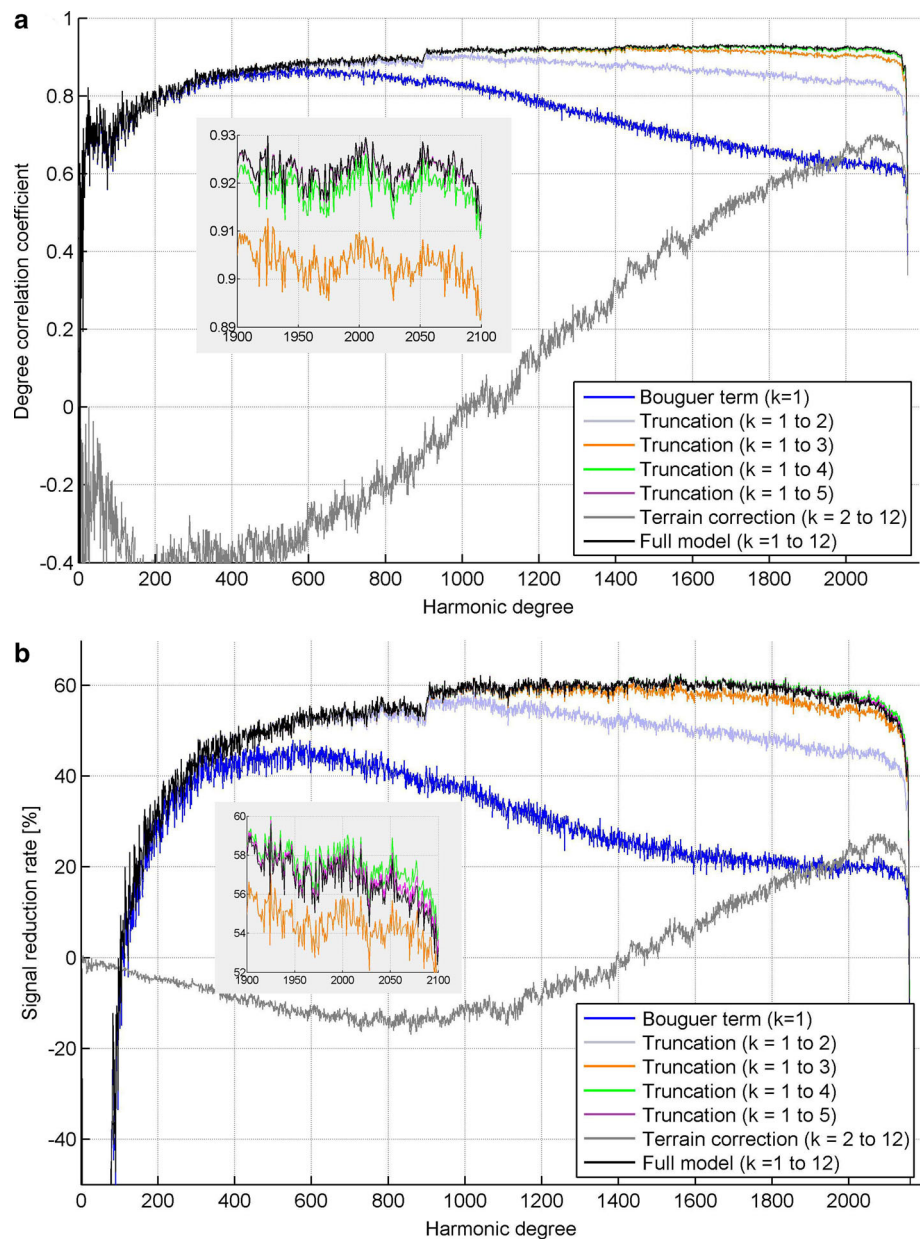 a
1
0.8
0.6
0.4
0.2
0
-0.2
-0.4
Degree correlation coefficient
0.93
0.92
0.91
0.9
0.89
1900 1950 2000 2050 2100
Bouguer term (k=1)
Truncation (k = 1 to 2)
Truncation (k = 1 to 3)
Truncation (k = 1 to 4)
Truncation (k = 1 to 5)
Terrain correction (k = 2 to 12)
Full model (k =1 to 12)
0 200 400 600 800 1000 1200 1400 1600 1800 2000
Harmonic degree
b
60
40
20
0
-20
-40
Signal reduction rate [%]
60
58
56
54
52
1900 1950 2000 2050 2100
Bouguer term (k=1)
Truncation (k = 1 to 2)
Truncation (k = 1 to 3)
Truncation (k = 1 to 4)
Truncation (k = 1 to 5)
Terrain correction (k = 2 to 12)
Full model (k =1 to 12)
0 200 400 600 800 1000 1200 1400 1600 1800 2000
Harmonic degree